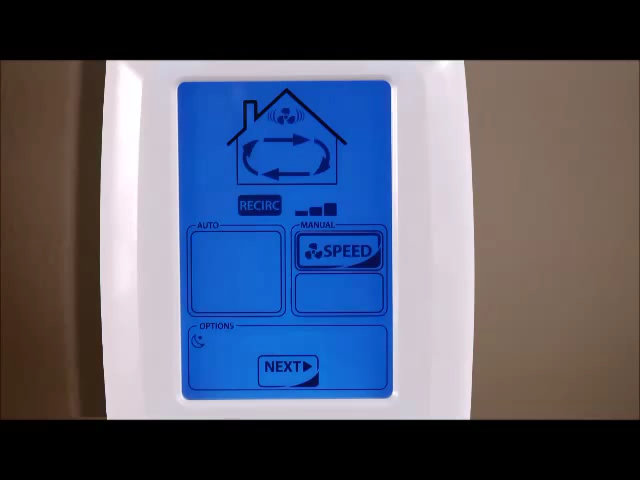 RECIRC
AUTO
MANUAL
SPEED
OPTIONS
NEXT